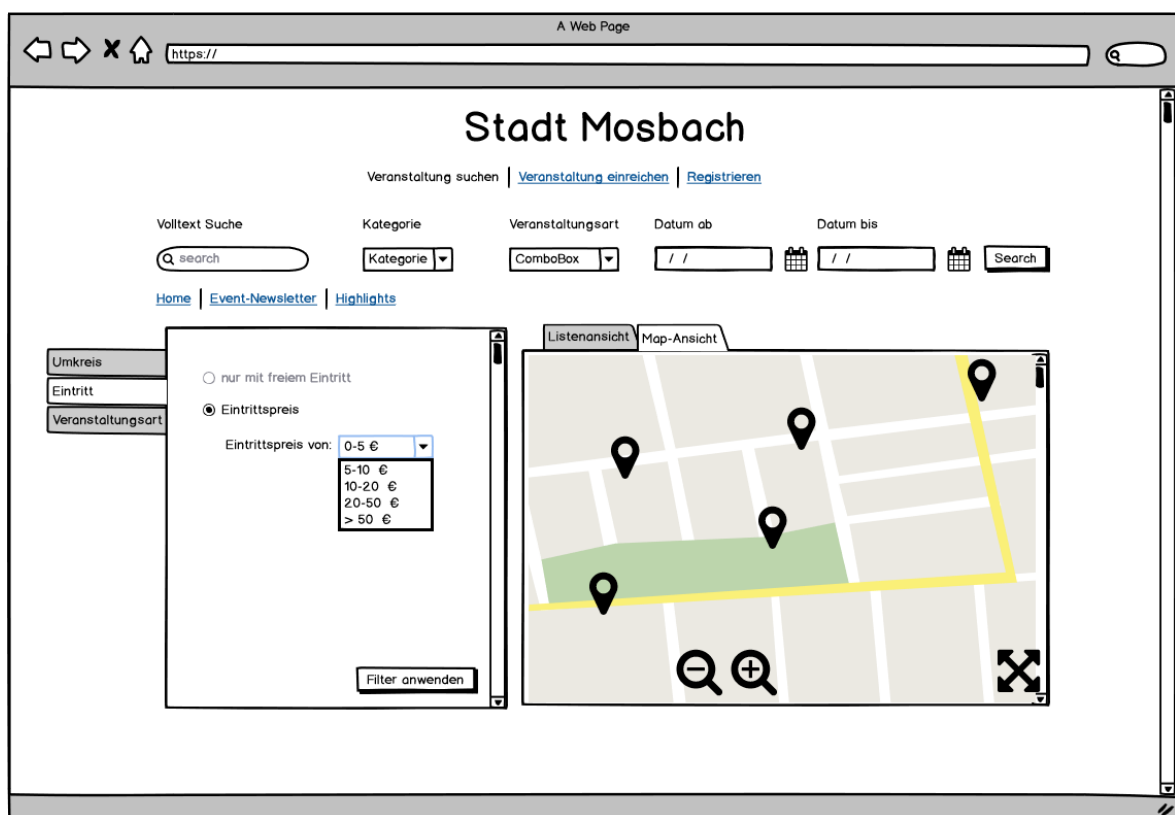 A Web Page
https://
Stadt Mosbach
Veranstaltung suchen Veranstaltung einreichen Registrieren
Volltext Suche Kategorie Veranstaltungsart Datum ab Datum bis
search Kategorie ComboBox / / / / Search
Home Event-Newsletter Highlights
Umkreis
Eintritt
Veranstaltungsart
nur mit freiem Eintritt
Eintrittspreis
Eintrittspreis von: 0-5 €
5-10 €
10-20 €
20-50 €
> 50 €
Filter anwenden
Listenansicht Map-Ansicht